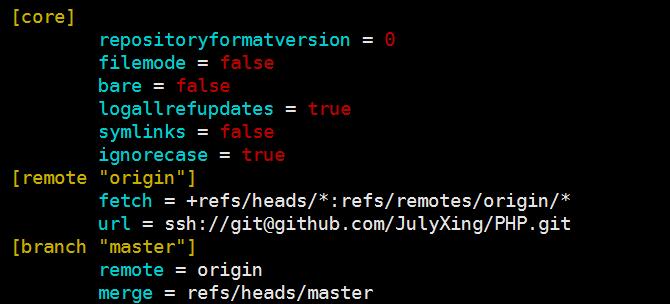 [core]
        repositoryformatversion = 0
        filemode = false
        bare = false
        logallrefupdates = true
        symlinks = false
        ignorecase = true
[remote "origin"]
        fetch = +refs/heads/*:refs/remotes/origin/*
        url = ssh://git@github.com/JulyXing/PHP.git
[branch "master"]
        remote = origin
        merge = refs/heads/master